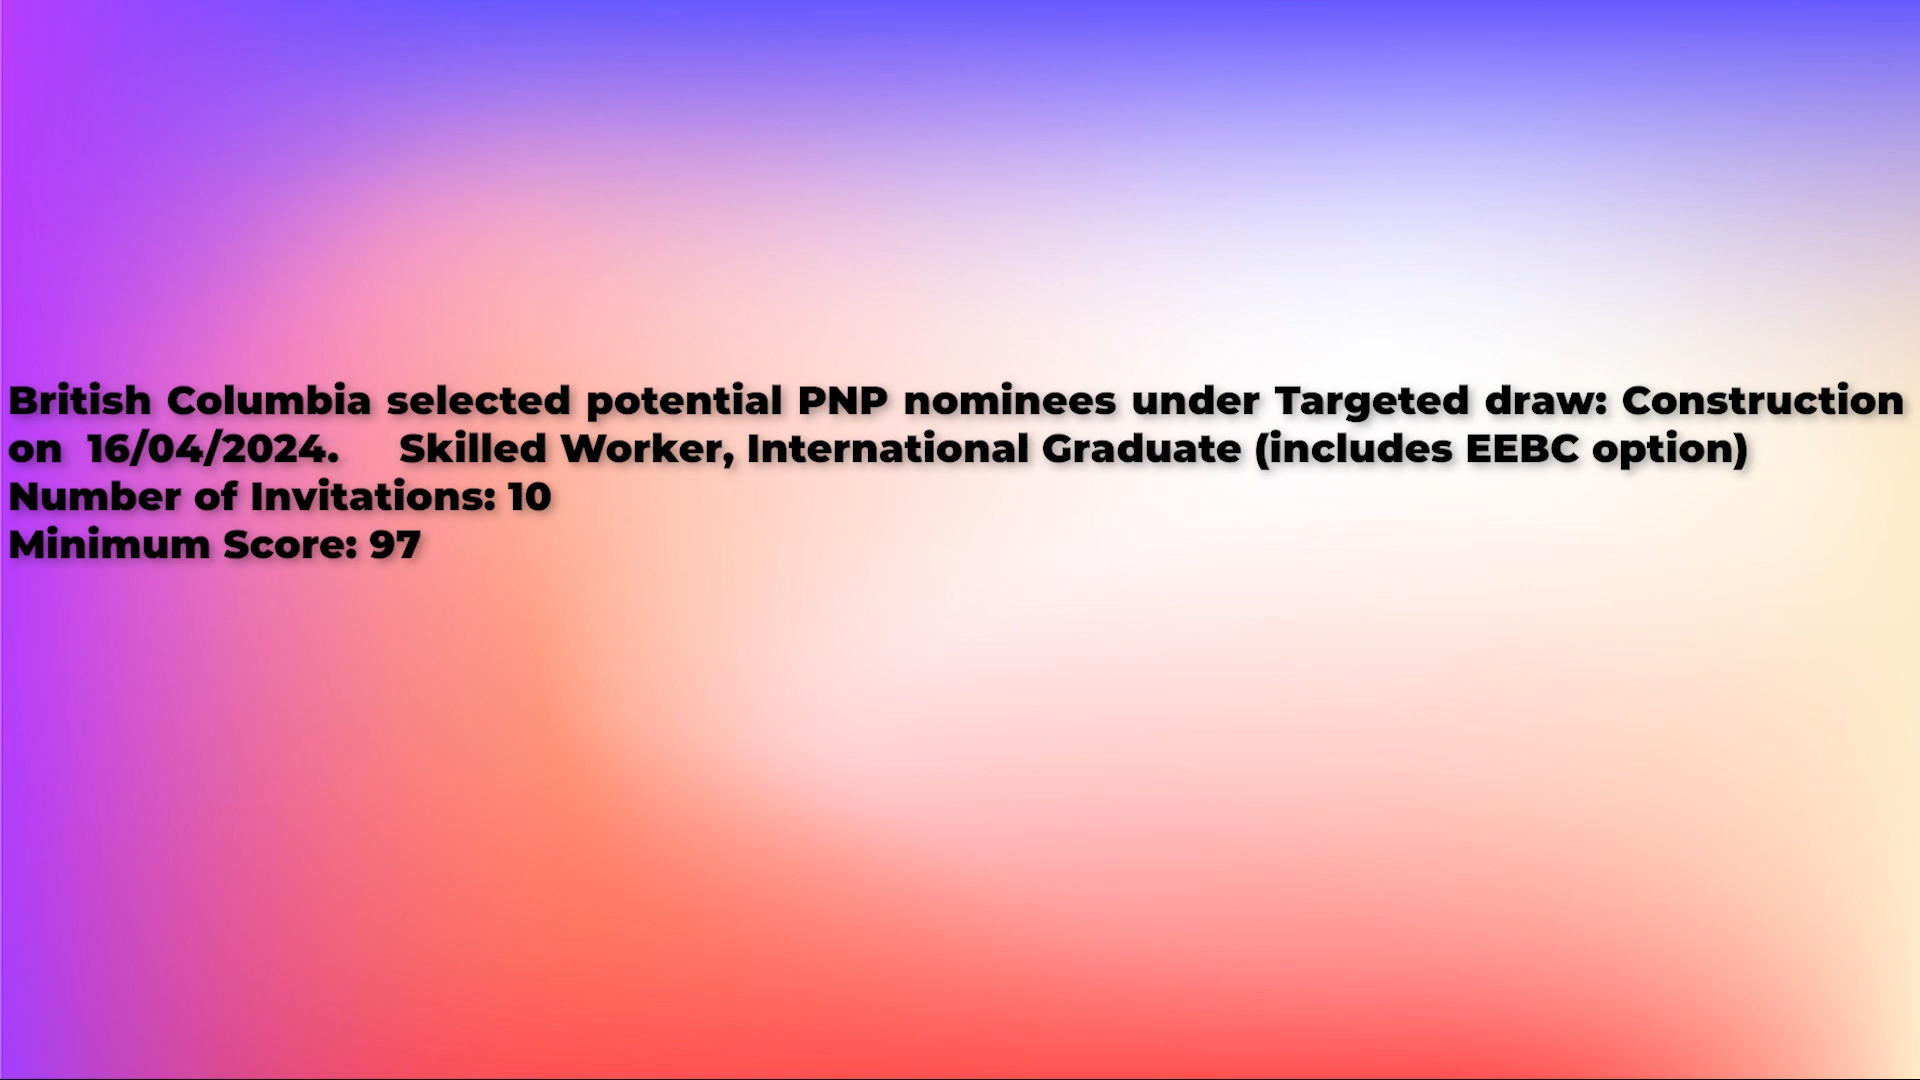 British Columbia selected potential PNP nominees under Targeted draw: Construction
on 16/04/2024. Skilled Worker, International Graduate (includes EEBC option)
Number of Invitations: 10
Minimum Score: 97